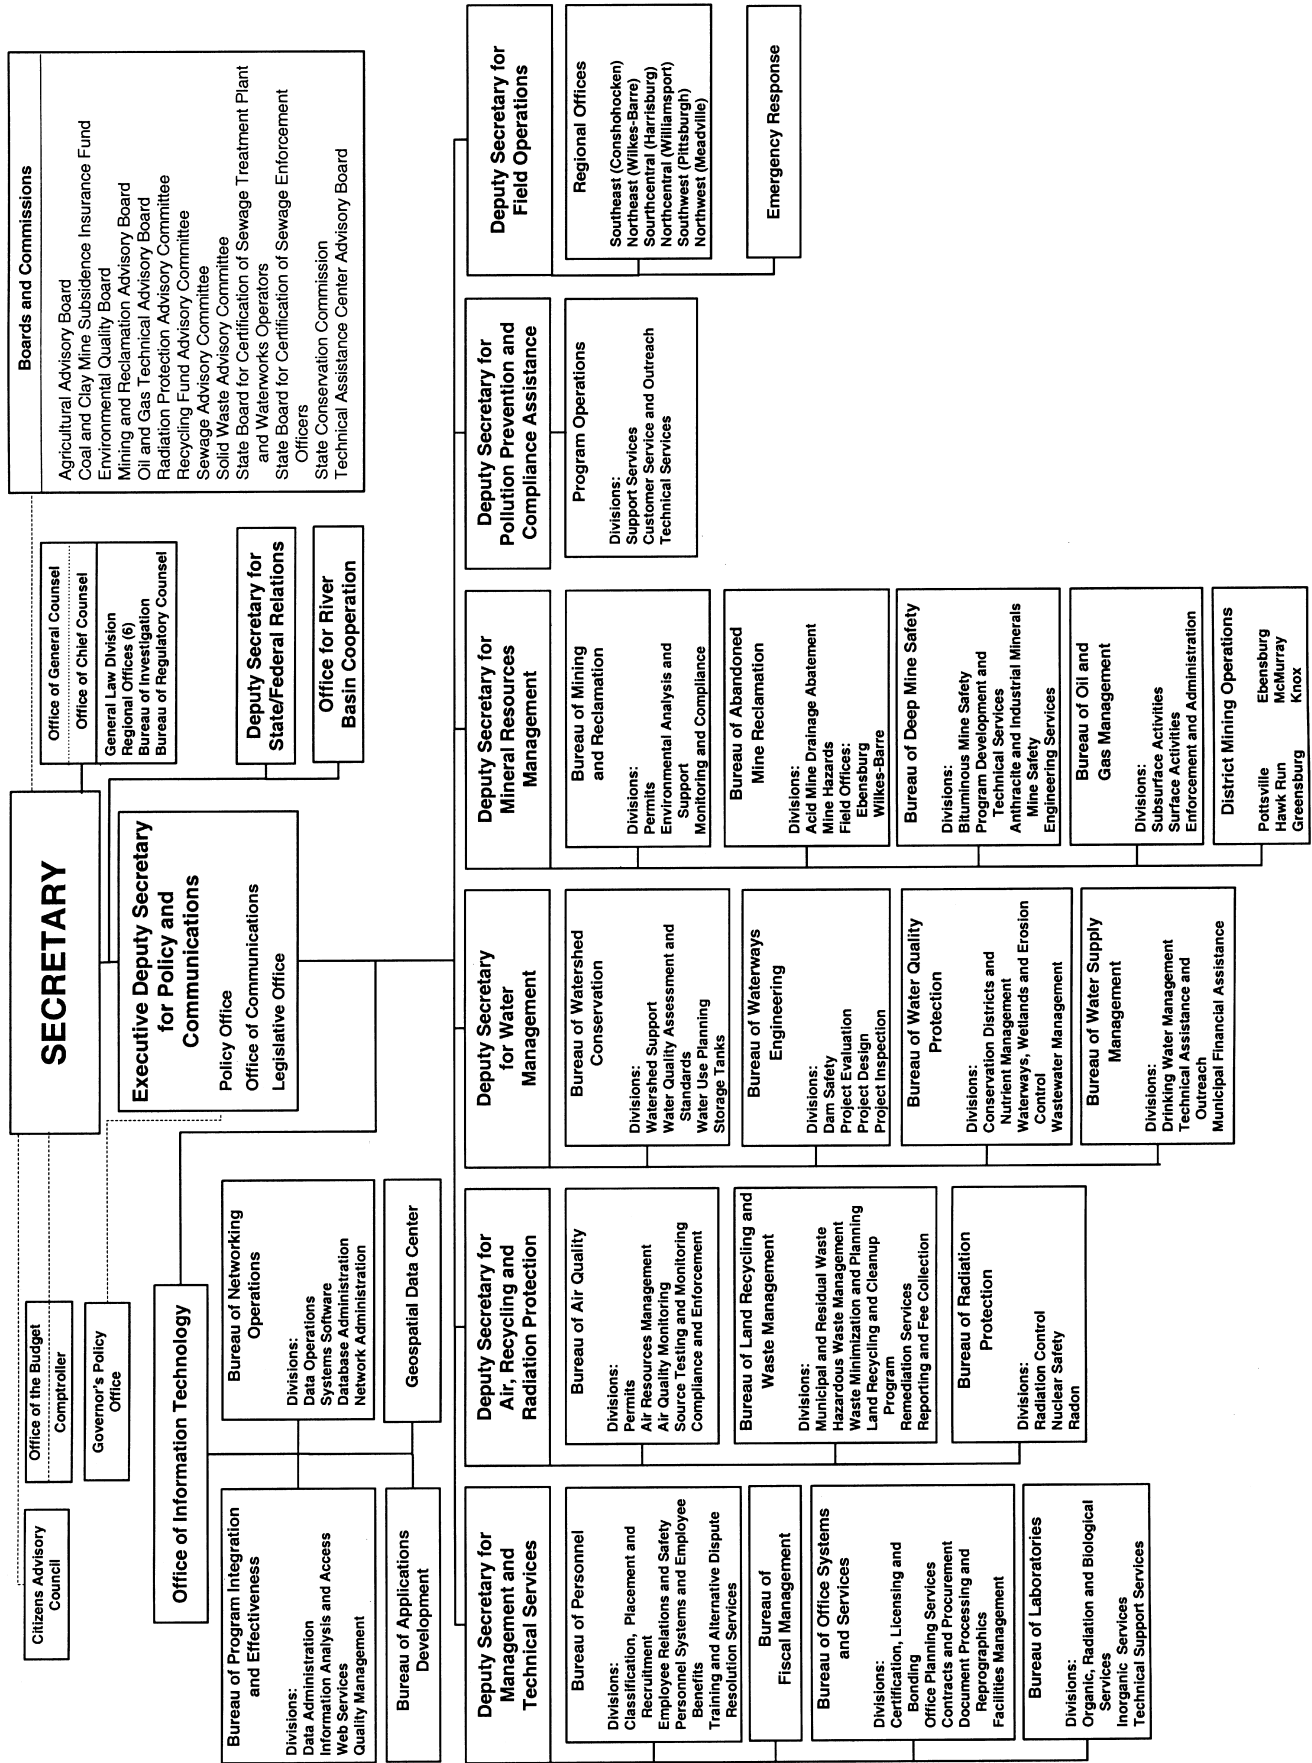 SECRETARY
Citizens Advisory
Council
Office of the Budget
Comptroller
Governor's Policy
Office
Executive Deputy Secretary
for Policy and
Communications
Policy Office
Office of Communications
Legislative Office
Office of General Counsel
Office of Chief Counsel
General Law Division
Regional Offices (6)
Bureau of Investigation
Bureau of Regulatory Counsel
Deputy Secretary for
State/Federal Relations
Office for River
Basin Cooperation
Boards and Commissions
Agricultural Advisory Board
Coal and Clay Mine Subsidence Insurance Fund
Environmental Quality Board
Mining and Reclamation Advisory Board
Oil and Gas Technical Advisory Board
Radiation Protection Advisory Committee
Recycling Fund Advisory Committee
Sewage Advisory Committee
Solid Waste Advisory Committee
State Board for Certification of Sewage Treatment Plant
and Waterworks Operators
State Board for Certification of Sewage Enforcement
Officers
State Conservation Commission
Technical Assistance Center Advisory Board
Office of Information Technology
Bureau of Program Integration
and Effectiveness
Divisions:
Data Administration
Information Analysis and Access
Web Services
Quality Management
Bureau of Networking
Operations
Divisions:
Data Operations
Systems Software
Database Administration
Network Administration
Bureau of Applications
Development
Geospatial Data Center
Deputy Secretary for
Management and
Technical Services
Bureau of Personnel
Divisions:
Classification, Placement and
Recruitment
Employee Relations and Safety
Personnel Systems and Employee
Benefits
Training and Alternative Dispute
Resolution Services
Bureau of
Fiscal Management
Bureau of Office Systems
and Services
Divisions:
Certification, Licensing and
Bonding
Office Planning Services
Contracts and Procurement
Document Processing and
Reprographics
Facilities Management
Bureau of Laboratories
Divisions:
Organic, Radiation and Biological
Services
Inorganic Services
Technical Support Services
Deputy Secretary for
Air, Recycling and
Radiation Protection
Bureau of Air Quality
Divisions:
Permits
Air Resources Management
Air Quality Monitoring
Source Testing and Monitoring
Compliance and Enforcement
Bureau of Land Recycling and
Waste Management
Divisions:
Municipal and Residual Waste
Hazardous Waste Management
Waste Minimization and Planning
Land Recycling and Cleanup
Program
Remediation Services
Reporting and Fee Collection
Bureau of Radiation
Protection
Divisions:
Radiation Control
Nuclear Safety
Radon
Deputy Secretary
for Water
Management
Bureau of Watershed
Conservation
Divisions:
Watershed Support
Water Quality Assessment and
Standards
Water Use Planning
Storage Tanks
Bureau of Waterways
Engineering
Divisions:
Dam Safety
Project Evaluation
Project Design
Project Inspection
Bureau of Water Quality
Protection
Divisions:
Conservation Districts and
Nutrient Management
Waterways, Wetlands and Erosion
Control
Wastewater Management
Bureau of Water Supply
Management
Divisions:
Drinking Water Management
Technical Assistance and
Outreach
Municipal Financial Assistance
Deputy Secretary for
Mineral Resources
Management
Bureau of Mining
and Reclamation
Divisions:
Permits
Environmental Analysis and
Support
Monitoring and Compliance
Bureau of Abandoned
Mine Reclamation
Divisions:
Acid Mine Drainage Abatement
Mine Hazards
Field Offices:
Ebensburg
Wilkes-Barre
Bureau of Deep Mine Safety
Divisions:
Bituminous Mine Safety
Program Development and
Technical Services
Anthracite and Industrial Minerals
Mine Safety
Engineering Services
Bureau of Oil and
Gas Management
Divisions:
Subsurface Activities
Surface Activities
Enforcement and Administration
District Mining Operations
Pottsville Ebensburg
Hawk Run McMurray
Greensburg Knox
Deputy Secretary for
Pollution Prevention and
Compliance Assistance
Program Operations
Divisions:
Support Services
Customer Service and Outreach
Technical Services
Deputy Secretary for
Field Operations
Regional Offices
Southeast (Conshohocken)
Northeast (Wilkes-Barre)
Sourthcentral (Harrisburg)
Northcentral (Williamsport)
Southwest (Pittsburgh)
Northwest (Meadville)
Emergency Response